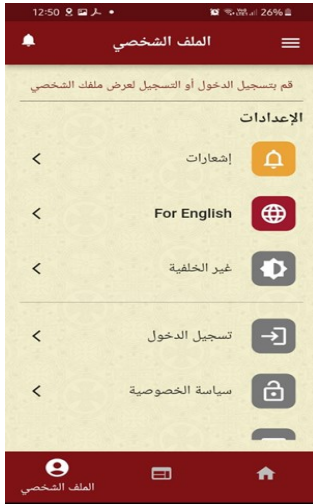 12:50 26%
الملف الشخصي
قم بتسجيل الدخول أو التسجيل لعرض ملفك الشخصي
الإعدادات
إشعارات
For English
غير الخلفية
تسجيل الدخول
سياسة الخصوصية
الملف الشخصي